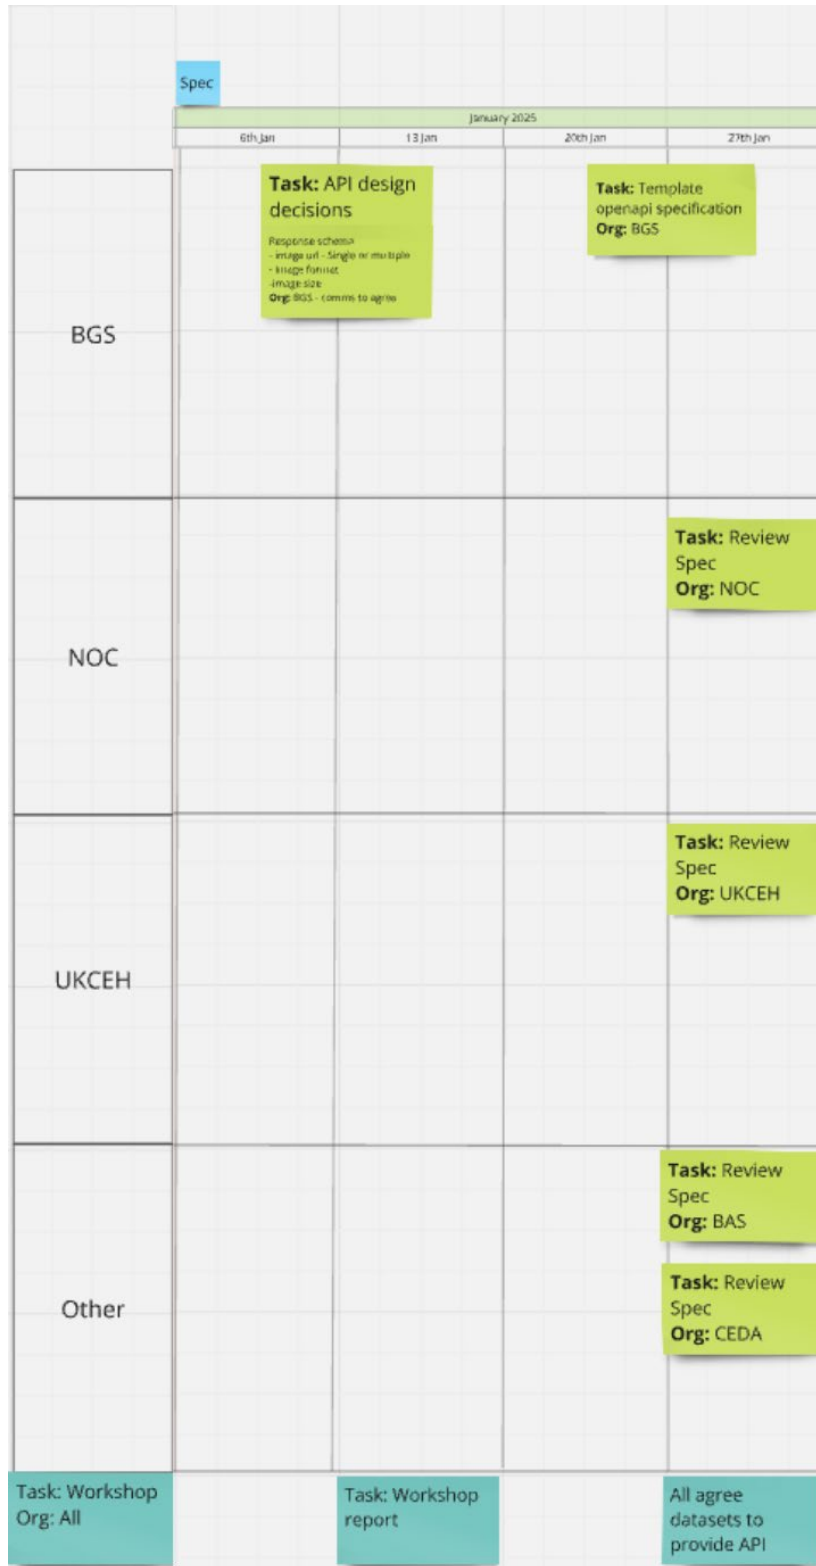 Spec
January 2025
6th Jan
13 Jan
20th Jan
27th Jan
Task: API design
decisions
Response schema
- image url - Single or multiple
- Image format
-image size
Org: BGS - comms to agree
Task: Template
openapi specification
Org: BGS
BGS
Task: Review
Spec
Org: NOC
NOC
Task: Review
Spec
Org: UKCEH
UKCEH
Task: Review
Spec
Org: BAS
Other
Task: Review
Spec
Org: CEDA
Task: Workshop
Org: All
Task: Workshop
report
All agree
datasets to
provide API